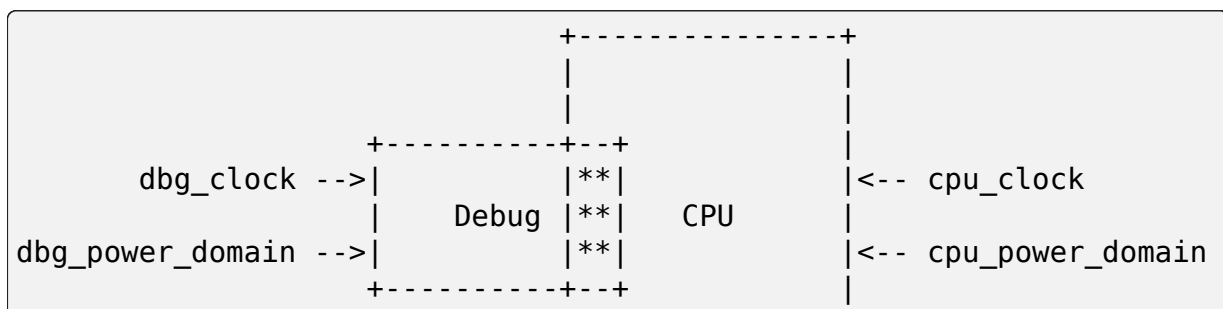 +---------------+
                                  |               |
                                  |               |
                      +----------+--+             |
        dbg_clock -->|           |**|             |<-- cpu_clock
                     |     Debug |**|   CPU       |
dbg_power_domain -->|           |**|             |<-- cpu_power_domain
                      +----------+--+             |